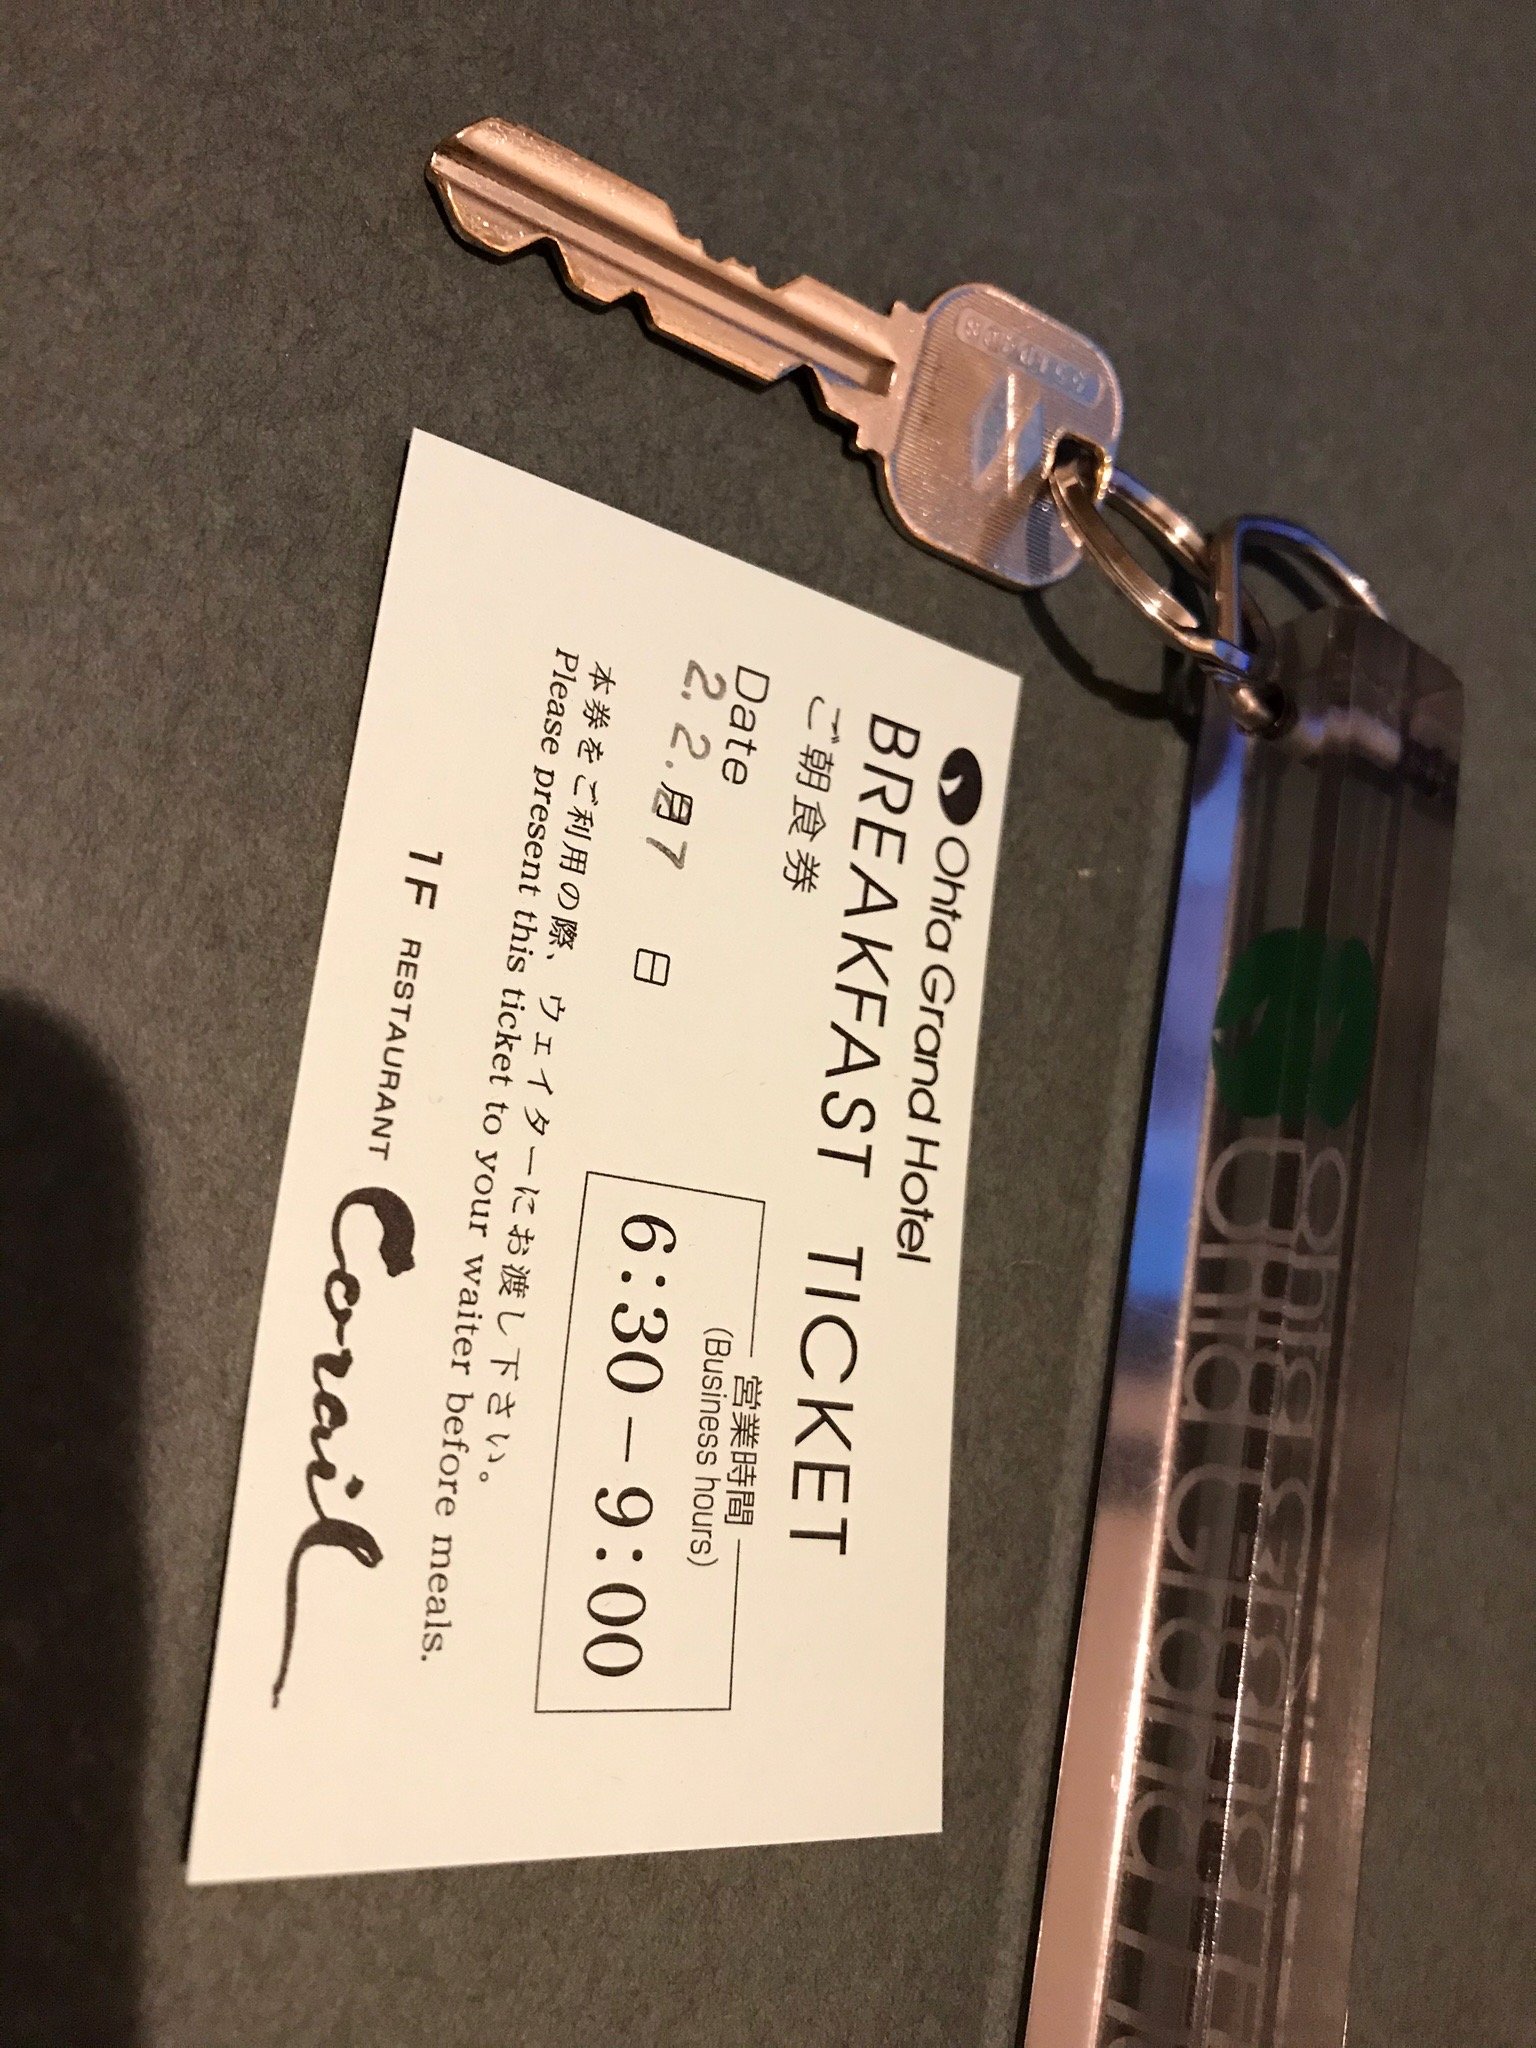 Ohta Grand Hotel
BREAKFAST TICKET
ご朝食券
Date
2.2.月7 日
営業時間
(Business hours)
6:30－9:00
本券をご利用の際、ウェイターにお渡し下さい。
Please present this ticket to your waiter before meals.
1F RESTAURANT Corail
Ohta Grand